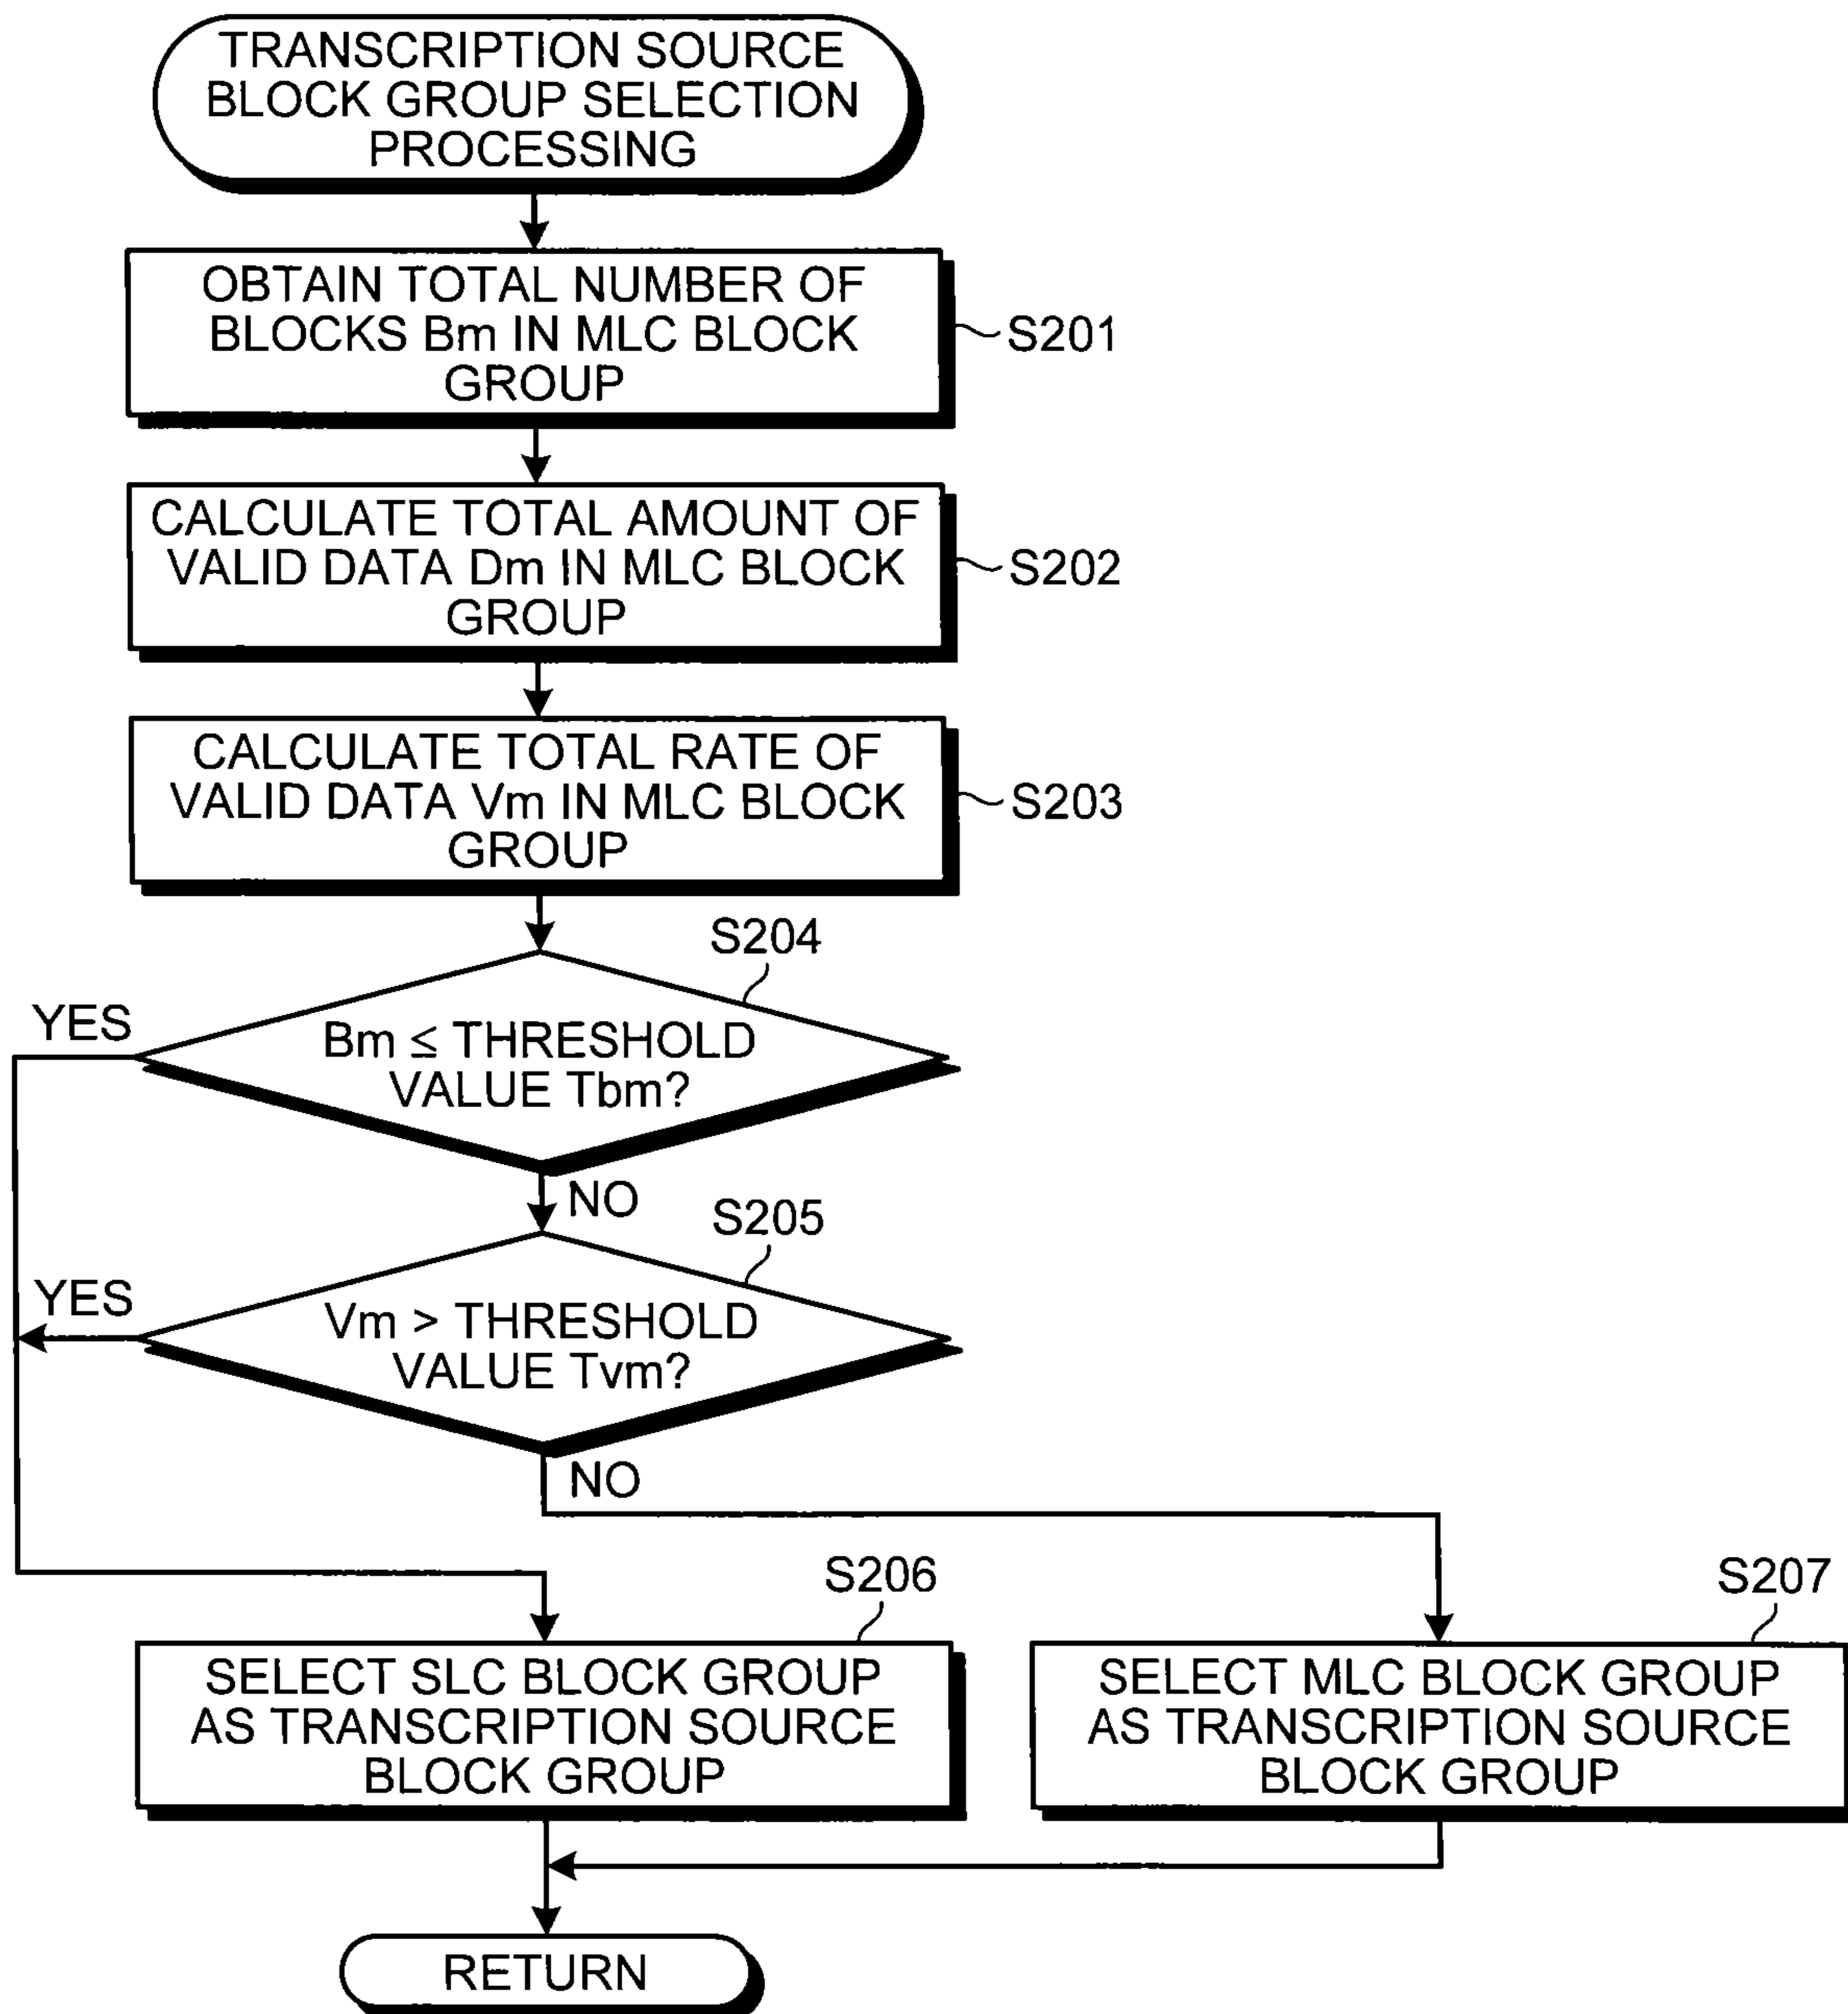 TRANSCRIPTION SOURCE
BLOCK GROUP SELECTION
PROCESSING
OBTAIN TOTAL NUMBER OF
BLOCKS Bm IN MLC BLOCK
GROUP
S201
CALCULATE TOTAL AMOUNT OF
VALID DATA Dm IN MLC BLOCK
GROUP
S202
CALCULATE TOTAL RATE OF
VALID DATA Vm IN MLC BLOCK
GROUP
S203
S204
YES
Bm ≤ THRESHOLD
VALUE Tbm?
NO
S205
YES
Vm > THRESHOLD
VALUE Tvm?
NO
S206
SELECT SLC BLOCK GROUP
AS TRANSCRIPTION SOURCE
BLOCK GROUP
S207
SELECT MLC BLOCK GROUP
AS TRANSCRIPTION SOURCE
BLOCK GROUP
RETURN